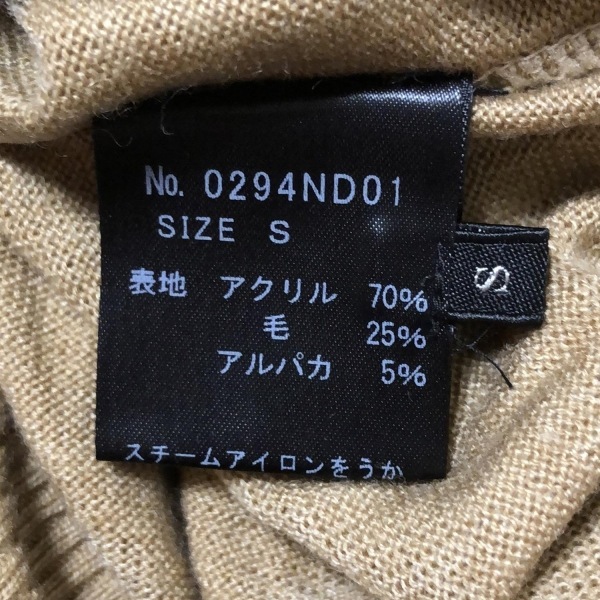 No. 0294ND01
SIZE S
表地 アクリル 70%
毛 25%
アルパカ 5%
スチームアイロンをうか
S